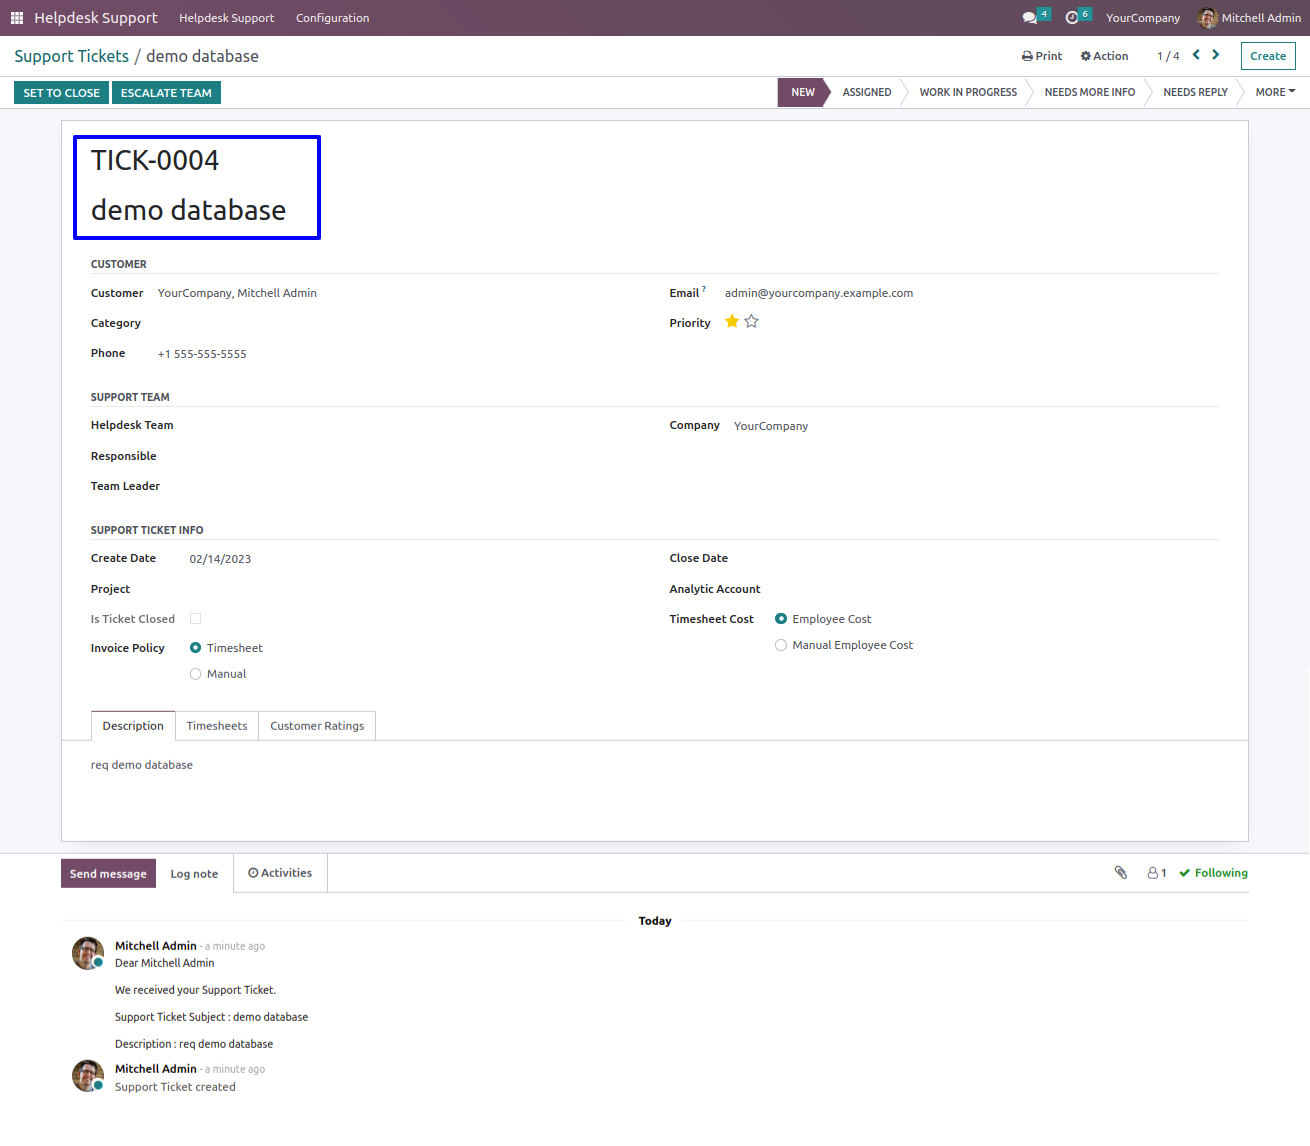 Helpdesk Support Helpdesk Support Configuration 4 6 YourCompany Mitchell Admin
Support Tickets / demo database Print Action 1 / 4 Create
SET TO CLOSE ESCALATE TEAM NEW ASSIGNED WORK IN PROGRESS NEEDS MORE INFO NEEDS REPLY MORE
TICK-0004
demo database
CUSTOMER
Customer YourCompany, Mitchell Admin Email ? admin@yourcompany.example.com
Category Priority
Phone +1 555-555-5555
SUPPORT TEAM
Helpdesk Team Company YourCompany
Responsible
Team Leader
SUPPORT TICKET INFO
Create Date 02/14/2023 Close Date
Project Analytic Account
Is Ticket Closed Timesheet Cost Employee Cost
Invoice Policy Timesheet Manual Employee Cost
Manual
Description Timesheets Customer Ratings
req demo database
Send message Log note Activities 1 Following
Today
Mitchell Admin - a minute ago
Dear Mitchell Admin
We received your Support Ticket.
Support Ticket Subject : demo database
Description : req demo database
Mitchell Admin - a minute ago
Support Ticket created